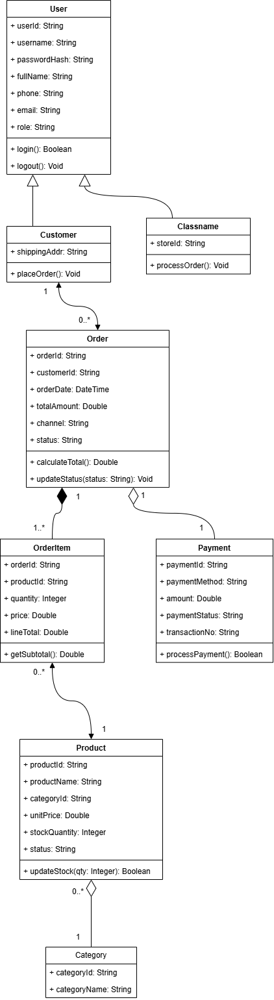 User
+ userId: String
+ username: String
+ passwordHash: String
+ fullName: String
+ phone: String
+ email: String
+ role: String
+ login(): Boolean
+ logout(): Void
Customer
+ shippingAddr: String
+ placeOrder(): Void
Classname
+ storeId: String
+ processOrder(): Void
1
0..*
Order
+ orderId: String
+ customerId: String
+ orderDate: DateTime
+ totalAmount: Double
+ channel: String
+ status: String
+ calculateTotal(): Double
+ updateStatus(status: String): Void
1
1
1..*
1
OrderItem
+ orderId: String
+ productId: String
+ quantity: Integer
+ price: Double
+ lineTotal: Double
+ getSubtotal(): Double
Payment
+ paymentId: String
+ paymentMethod: String
+ amount: Double
+ paymentStatus: String
+ transactionNo: String
+ processPayment(): Boolean
0..*
1
Product
+ productId: String
+ productName: String
+ categoryId: String
+ unitPrice: Double
+ stockQuantity: Integer
+ status: String
+ updateStock(qty: Integer): Boolean
0..*
1
Category
+ categoryId: String
+ categoryName: String